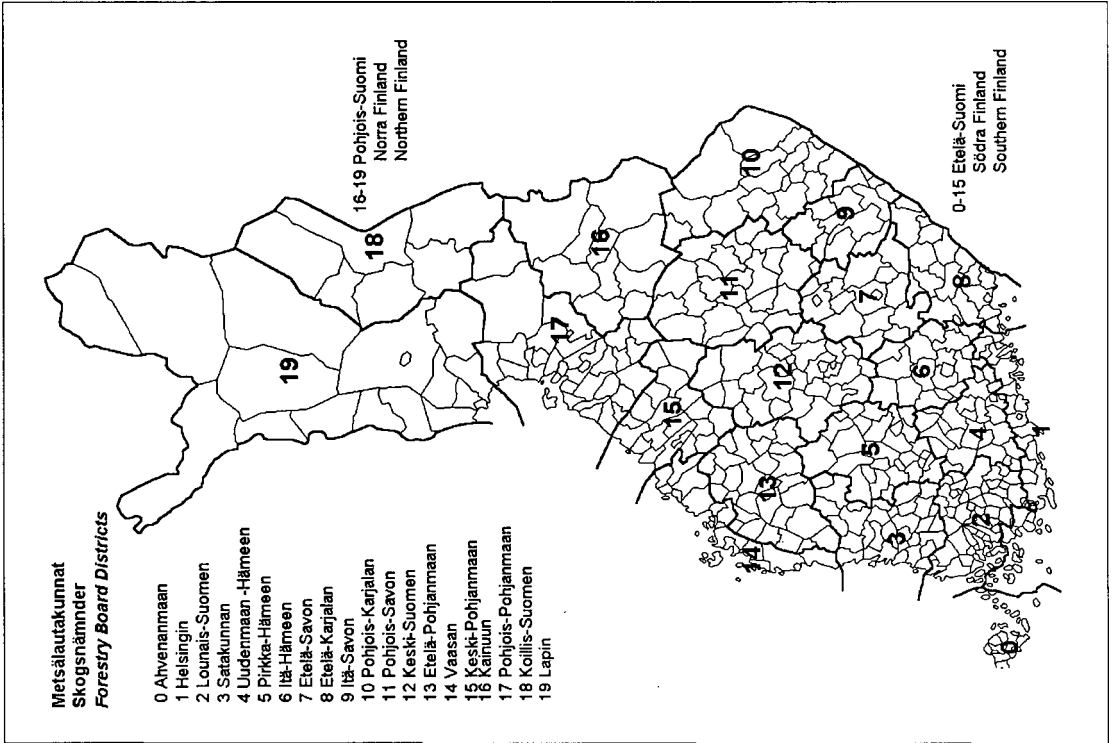 Metsälautakunnat
Skogsnämnder
Forestry Board Districts
0 Ahvenanmaan
1 Helsingin
2 Lounais-Suomen
3 Satakunnan
4 Uudenmaan -Hämeen
5 Pirkka-Hämeen
6 Itä-Hämeen
7 Etelä-Savon
8 Etelä-Karjalan
9 Itä-Savon
10 Pohjois-Karjalan
11 Pohjois-Savon
12 Keski-Suomen
13 Etelä-Pohjanmaan
14 Vaasan
15 Keski-Pohjanmaan
16 Kainuun
17 Pohjois-Pohjanmaan
18 Koillis-Suomen
19 Lapin
16-19 Pohjois-Suomi
Norra Finland
Northern Finland
0-15 Etelä-Suomi
Södra Finland
Southern Finland
19
18
17
16
15
14
13
12
11
10
9
8
7
6
5
4
3
2
1
0